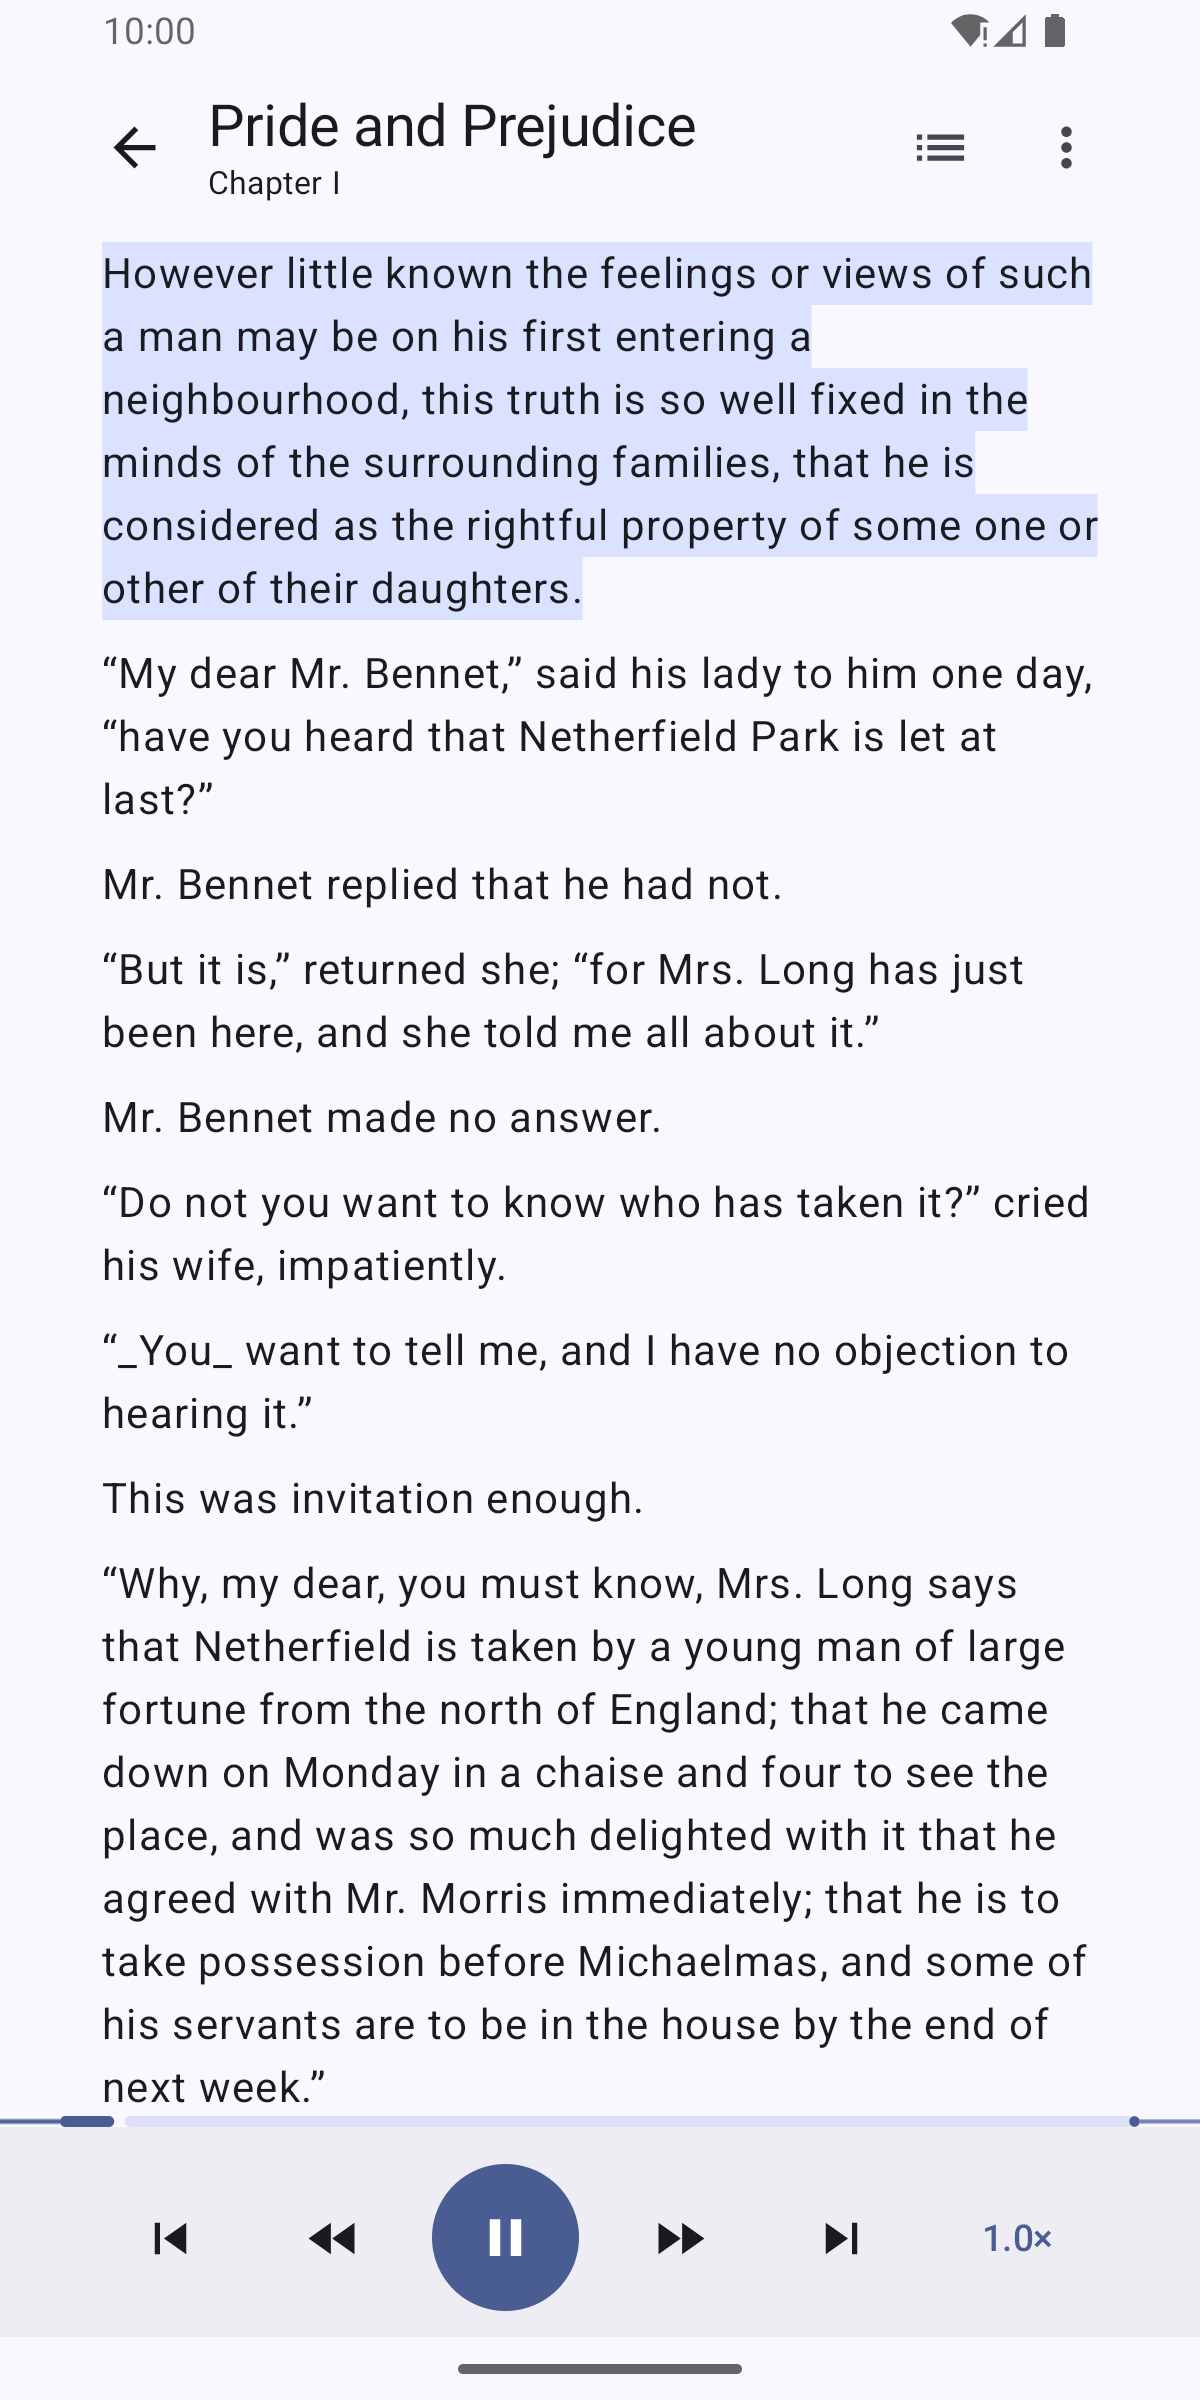 10:00
Pride and Prejudice
Chapter I
However little known the feelings or views of such
a man may be on his first entering a
neighbourhood, this truth is so well fixed in the
minds of the surrounding families, that he is
considered as the rightful property of some one or
other of their daughters.
“My dear Mr. Bennet,” said his lady to him one day,
“have you heard that Netherfield Park is let at
last?”
Mr. Bennet replied that he had not.
“But it is,” returned she; “for Mrs. Long has just
been here, and she told me all about it.”
Mr. Bennet made no answer.
“Do not you want to know who has taken it?” cried
his wife, impatiently.
“_You_ want to tell me, and I have no objection to
hearing it.”
This was invitation enough.
“Why, my dear, you must know, Mrs. Long says
that Netherfield is taken by a young man of large
fortune from the north of England; that he came
down on Monday in a chaise and four to see the
place, and was so much delighted with it that he
agreed with Mr. Morris immediately; that he is to
take possession before Michaelmas, and some of
his servants are to be in the house by the end of
next week.”
1.0×